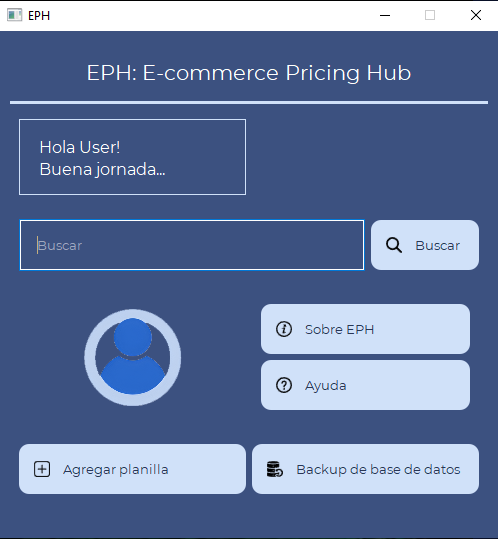 EPH
EPH: E-commerce Pricing Hub
Hola User!
Buena jornada...
Buscar
Buscar
Sobre EPH
Ayuda
Agregar planilla
Backup de base de datos